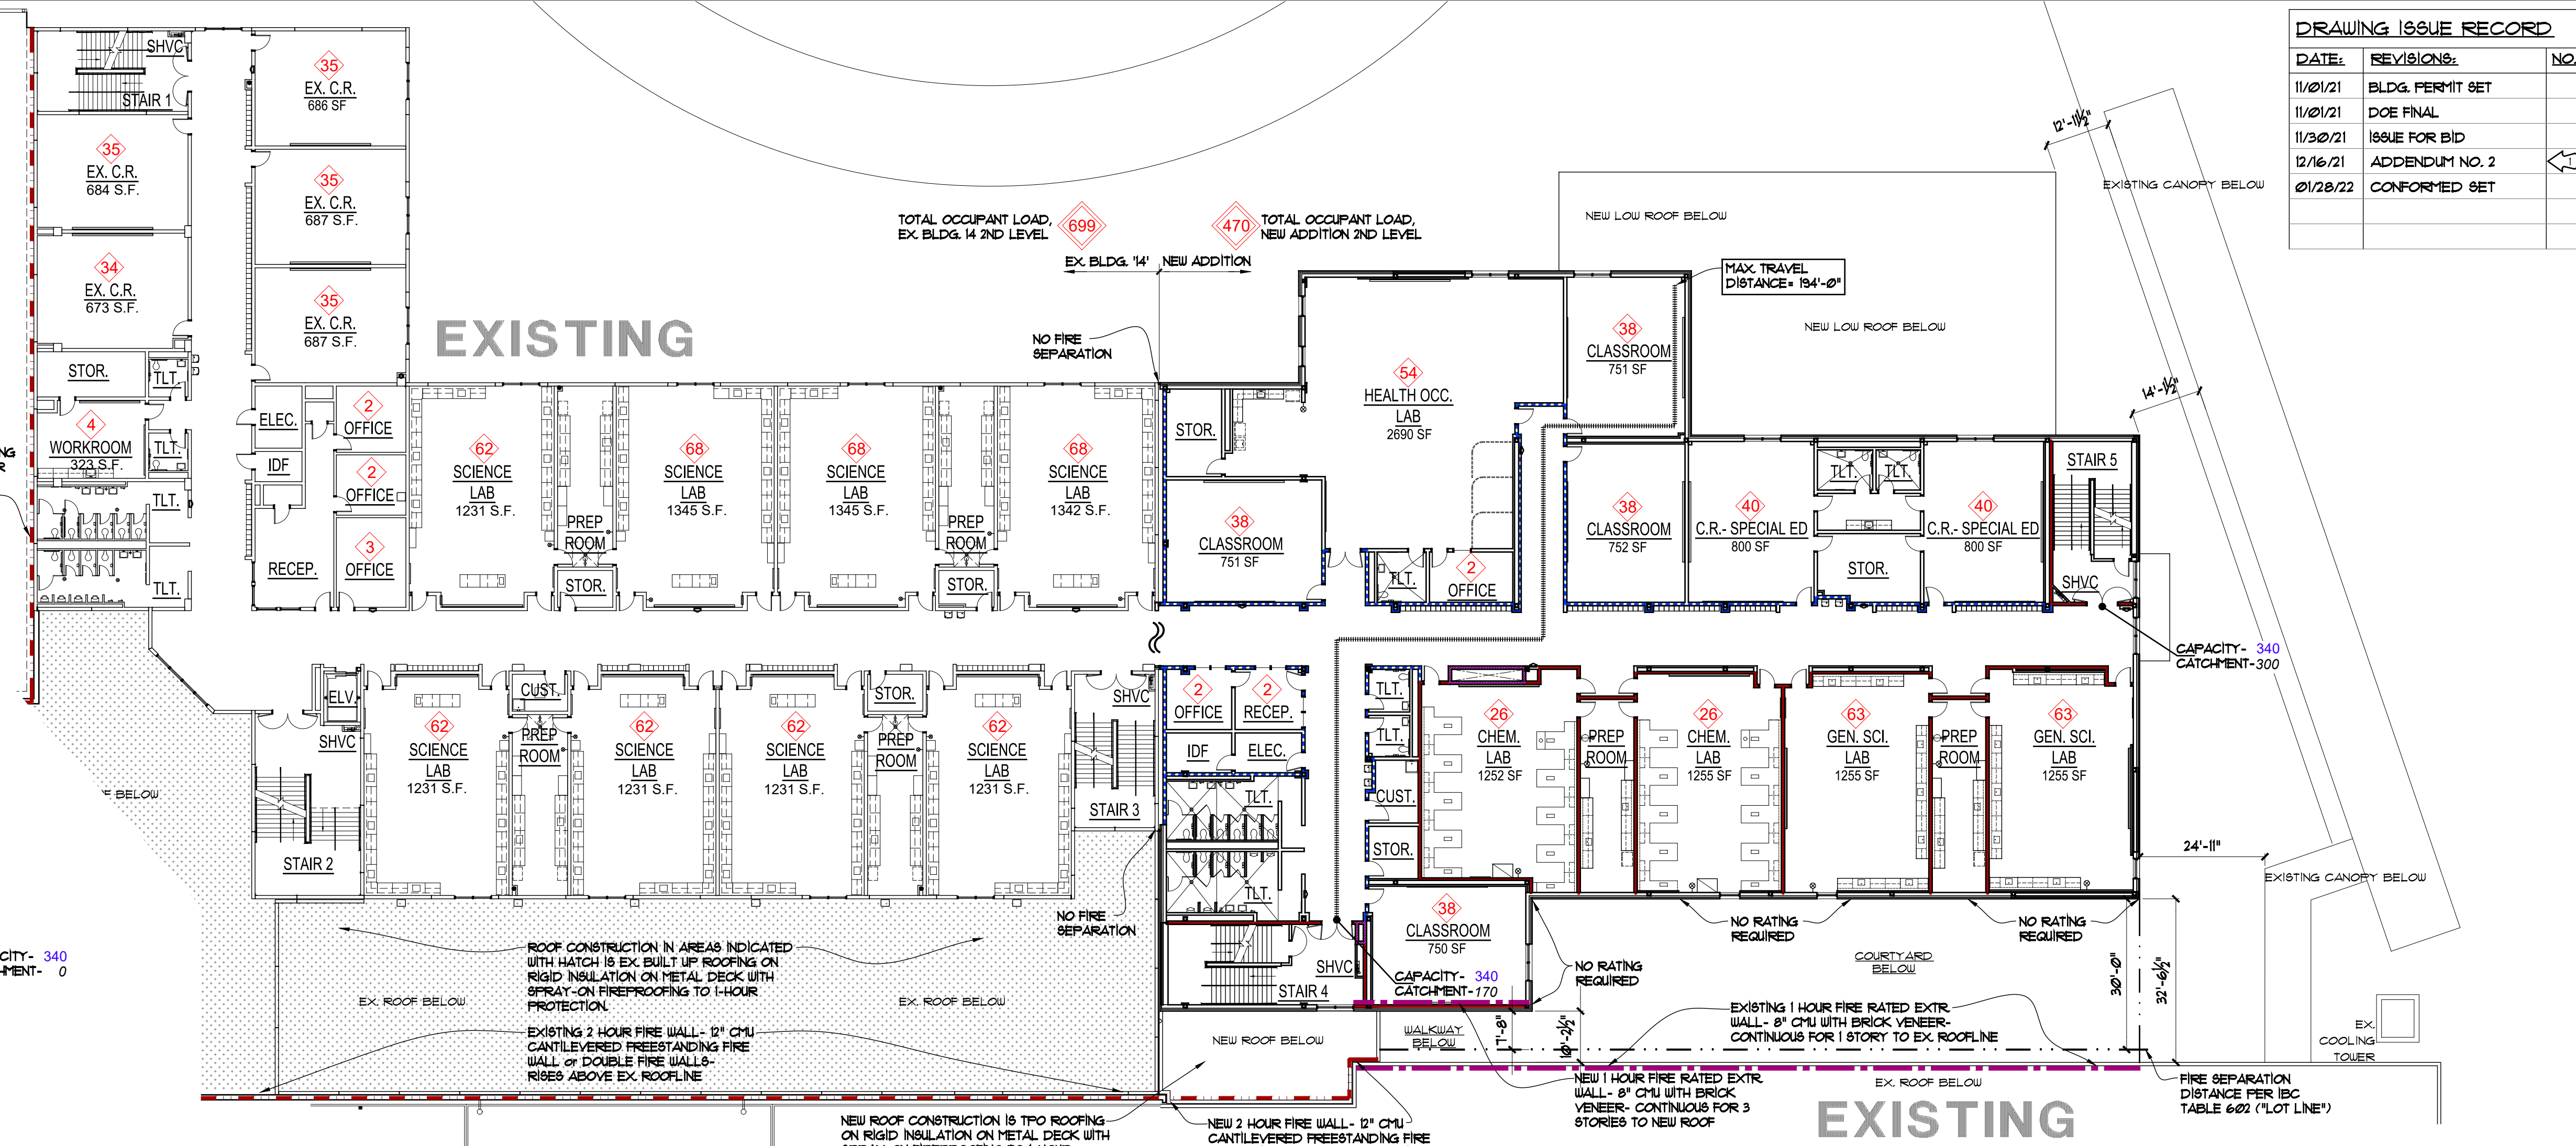 DRAWING ISSUE RECORD
DATE: REVISIONS: NO.
11/01/21 BLDG. PERMIT SET
11/01/21 DOE FINAL
11/30/21 ISSUE FOR BID
12/16/21 ADDENDUM NO. 2 1
01/28/22 CONFORMED SET
SHVC
STAIR 1
35
EX. C.R.
686 SF
35
EX. C.R.
684 S.F.
35
EX. C.R.
687 S.F.
34
EX. C.R.
673 S.F.
35
EX. C.R.
687 S.F.
EXISTING
STOR.
TLT.
4
WORKROOM
323 S.F.
TLT.
TLT.
TLT.
ELEC.
IDF
RECEP.
2
OFFICE
2
OFFICE
3
OFFICE
62
SCIENCE
LAB
1231 S.F.
PREP
ROOM
STOR.
68
SCIENCE
LAB
1345 S.F.
68
SCIENCE
LAB
1345 S.F.
PREP
ROOM
STOR.
68
SCIENCE
LAB
1342 S.F.
TOTAL OCCUPANT LOAD,
EX. BLDG. 14 2ND LEVEL
699
470
TOTAL OCCUPANT LOAD,
NEW ADDITION 2ND LEVEL
EX. BLDG. '14' NEW ADDITION
NO FIRE
SEPARATION
MAX. TRAVEL
DISTANCE= 194'-0"
NEW LOW ROOF BELOW
NEW LOW ROOF BELOW
EXISTING CANOPY BELOW
12'-11½"
14'-1½"
STOR.
54
HEALTH OCC.
LAB
2690 SF
38
CLASSROOM
751 SF
38
CLASSROOM
751 SF
TLT.
2
OFFICE
38
CLASSROOM
752 SF
40
C.R.- SPECIAL ED
800 SF
TLT.
TLT.
STOR.
40
C.R.- SPECIAL ED
800 SF
STAIR 5
SHVC
CAPACITY- 340
CATCHMENT-300
ELV.
SHVC
STAIR 2
62
SCIENCE
LAB
1231 S.F.
CUST.
PREP
ROOM
62
SCIENCE
LAB
1231 S.F.
62
SCIENCE
LAB
1231 S.F.
STOR.
PREP
ROOM
62
SCIENCE
LAB
1231 S.F.
SHVC
STAIR 3
2
OFFICE
2
RECEP.
IDF
ELEC.
TLT.
TLT.
TLT.
TLT.
CUST.
STOR.
26
CHEM.
LAB
1252 SF
PREP
ROOM
26
CHEM.
LAB
1255 SF
63
GEN. SCI.
LAB
1255 SF
PREP
ROOM
63
GEN. SCI.
LAB
1255 SF
24'-11"
EXISTING CANOPY BELOW
38
CLASSROOM
750 SF
SHVC
STAIR 4
CAPACITY- 340
CATCHMENT-170
NO FIRE
SEPARATION
NO RATING
REQUIRED
NO RATING
REQUIRED
NO RATING
REQUIRED
COURTYARD
BELOW
30'-0"
32'-6½"
ROOF CONSTRUCTION IN AREAS INDICATED
WITH HATCH IS EX. BUILT UP ROOFING ON
RIGID INSULATION ON METAL DECK WITH
SPRAY-ON FIREPROOFING TO 1-HOUR
PROTECTION.
EX. ROOF BELOW
EX. ROOF BELOW
EXISTING 2 HOUR FIRE WALL- 12" CMU
CANTILEVERED FREESTANDING FIRE
WALL or DOUBLE FIRE WALLS-
RISES ABOVE EX. ROOFLINE
NEW ROOF BELOW
WALKWAY
BELOW
7'-8"
10'-2½"
EXISTING 1 HOUR FIRE RATED EXTR.
WALL- 8" CMU WITH BRICK VENEER-
CONTINUOUS FOR 1 STORY TO EX. ROOFLINE
EX.
COOLING
TOWER
NEW 1 HOUR FIRE RATED EXTR.
WALL- 8" CMU WITH BRICK
VENEER- CONTINUOUS FOR 3
STORIES TO NEW ROOF
EX. ROOF BELOW
EXISTING
FIRE SEPARATION
DISTANCE PER IBC
TABLE 602 ("LOT LINE")
NEW ROOF CONSTRUCTION IS TPO ROOFING
ON RIGID INSULATION ON METAL DECK WITH
NEW 2 HOUR FIRE WALL- 12" CMU
CANTILEVERED FREESTANDING FIRE
340
0